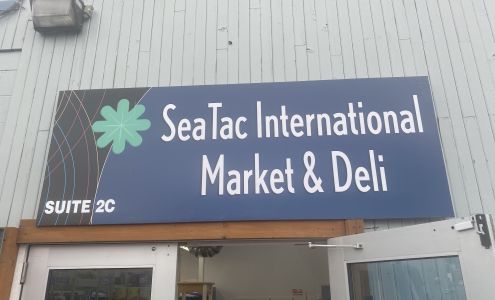 SeaTac International
Market & Deli
SUITE 2C